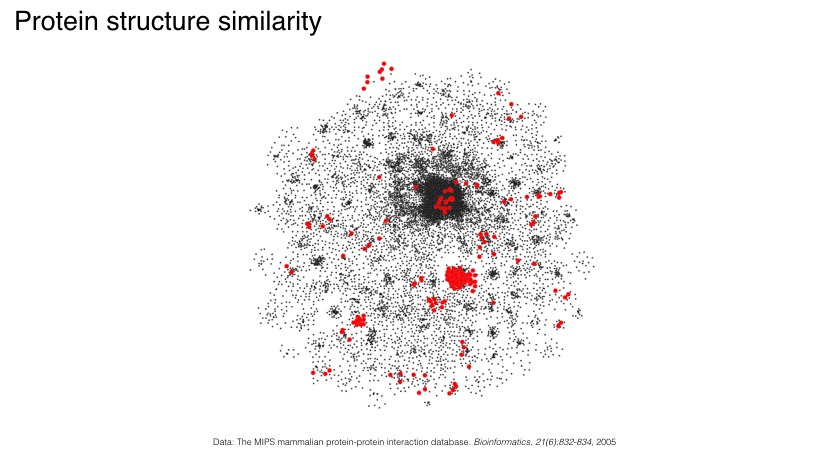 Protein structure similarity
Data: The MIPS mammalian protein-protein interaction database. Bioinformatics, 21(6):832-834, 2005